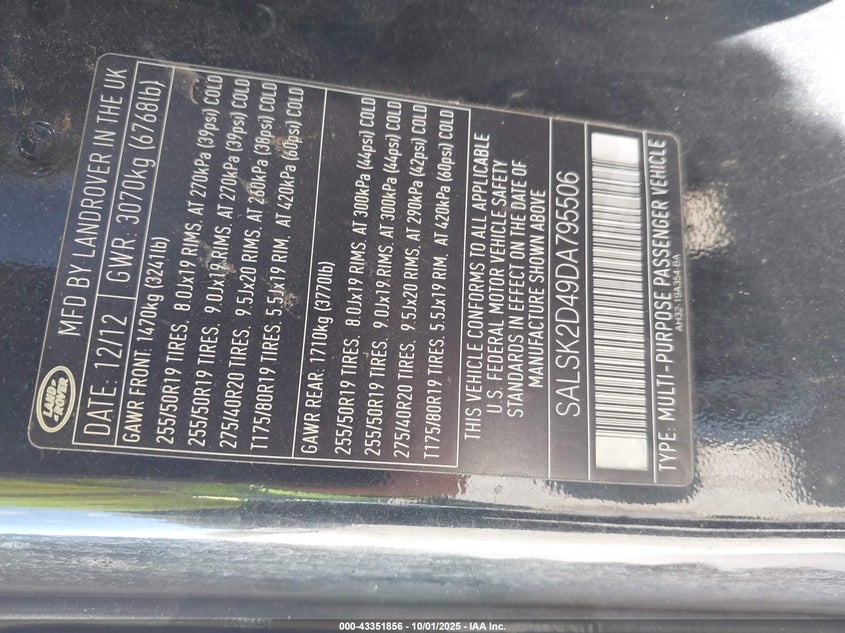 LAND ROVER
MFD BY LANDROVER IN THE UK
DATE: 12/12 GWR: 3070kg (6768lb)
GAWR FRONT: 1470kg (3241lb)
255/50R19 TIRES, 8.0Jx19 RIMS, AT 270kPa (39psi) COLD
255/50R19 TIRES, 9.0Jx19 RIMS, AT 270kPa (39psi) COLD
275/40R20 TIRES, 9.5Jx20 RIMS, AT 260kPa (38psi) COLD
T175/80R19 TIRES, 5.5Jx19 RIM, AT 420kPa (60psi) COLD
GAWR REAR: 1710kg (3770lb)
255/50R19 TIRES, 8.0Jx19 RIMS, AT 300kPa (44psi) COLD
255/50R19 TIRES, 9.0Jx19 RIMS, AT 300kPa (44psi) COLD
275/40R20 TIRES, 9.5Jx20 RIMS, AT 290kPa (42psi) COLD
T175/80R19 TIRES, 5.5Jx19 RIM, AT 420kPa (60psi) COLD
THIS VEHICLE CONFORMS TO ALL APPLICABLE
U.S. FEDERAL MOTOR VEHICLE SAFETY
STANDARDS IN EFFECT ON THE DATE OF
MANUFACTURE SHOWN ABOVE
SALSK2D49DA795506
TYPE: MULTI-PURPOSE PASSENGER VEHICLE
AH32-19A354-BA
000-43351856 - 10/01/2025 - IAA Inc.